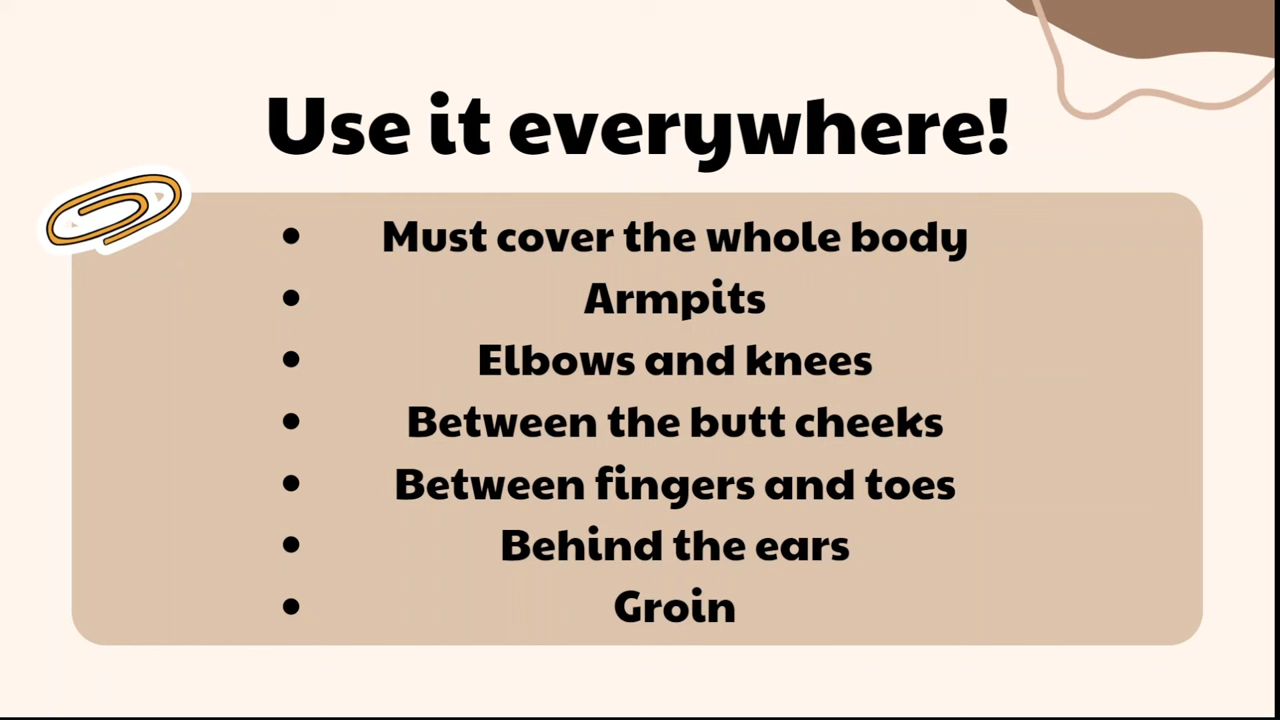 Use it everywhere!
• Must cover the whole body
• Armpits
• Elbows and knees
• Between the butt cheeks
• Between fingers and toes
• Behind the ears
• Groin